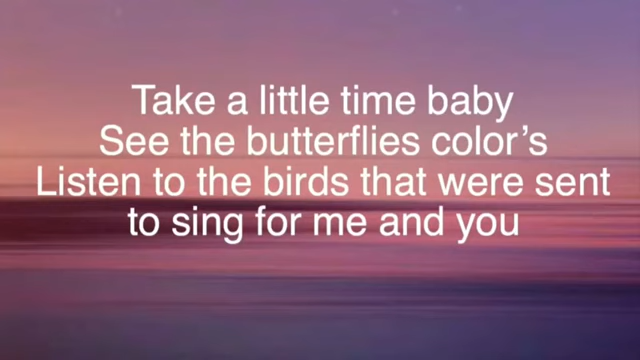 Take a little time baby
See the butterflies color’s
Listen to the birds that were sent
to sing for me and you